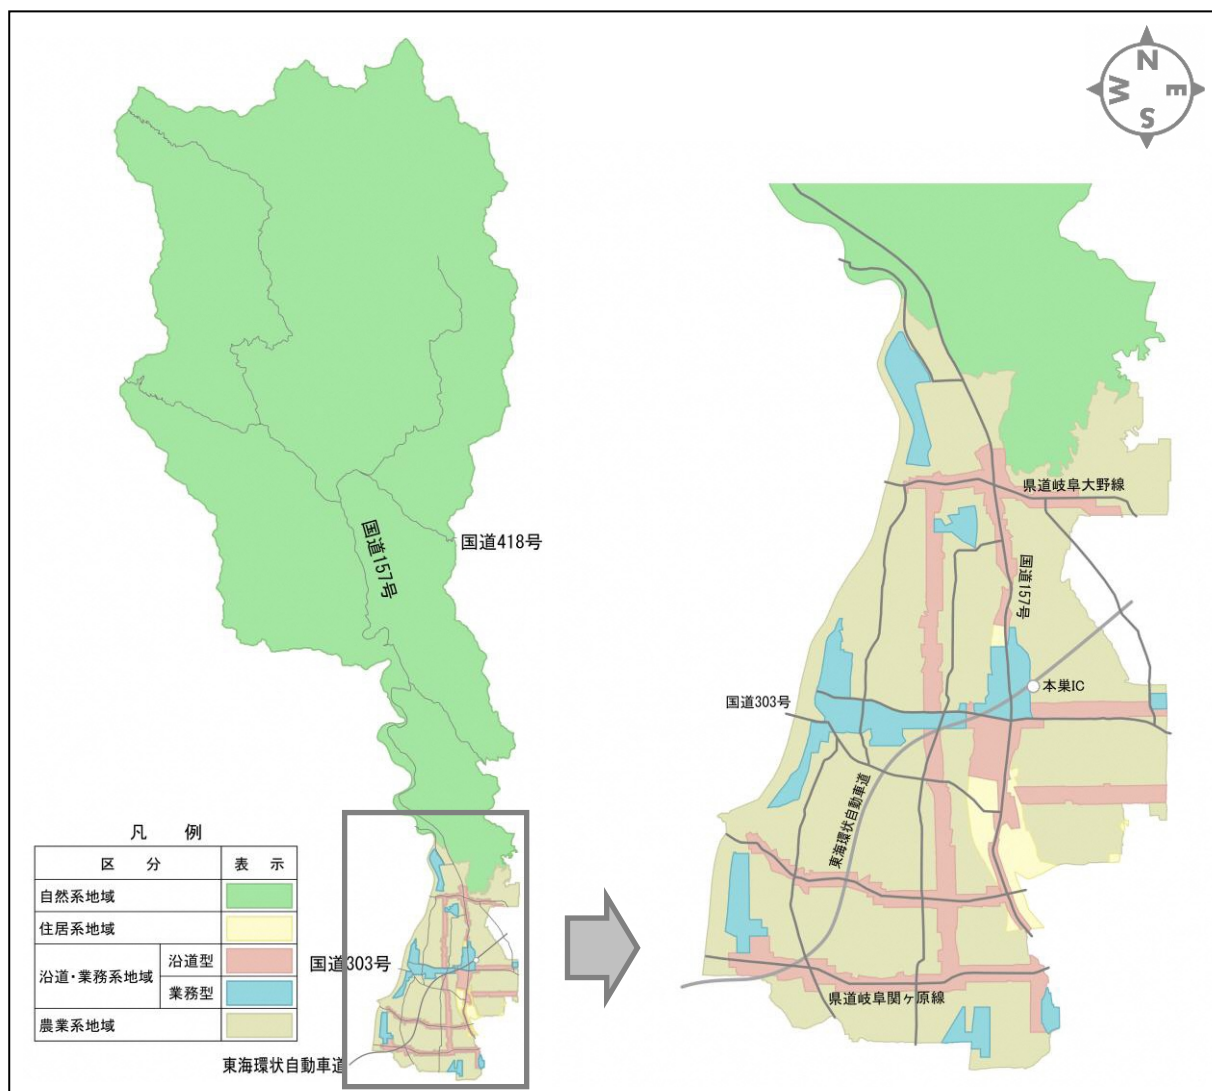 N
W
E
S
国道418号
国道157号
県道岐阜大野線
国道157号
本巣IC
国道303号
東海環状自動車道
県道岐阜関ヶ原線
凡 例
区 分 表 示
自然系地域
住居系地域
沿道・業務系地域 沿道型
業務型
農業系地域
国道303号
東海環状自動車道